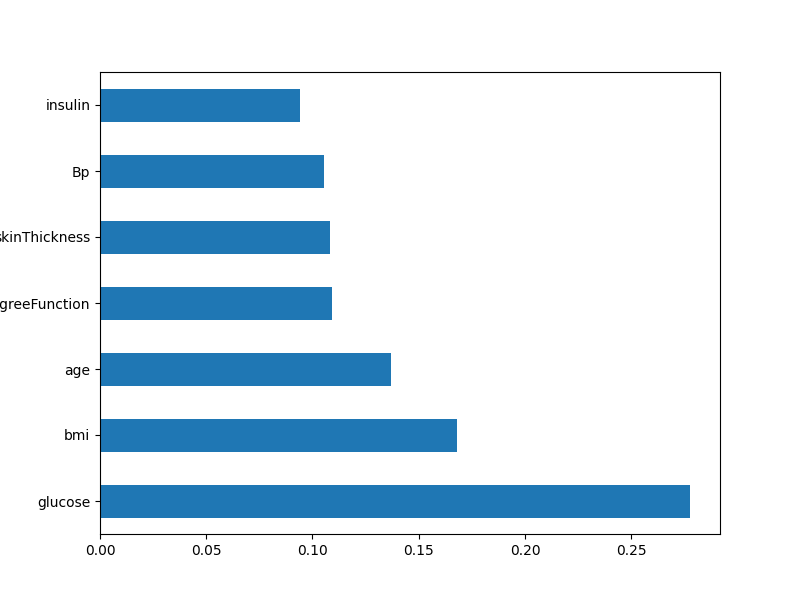 insulin
Bp
skinThickness
greeFunction
age
bmi
glucose
0.00 0.05 0.10 0.15 0.20 0.25